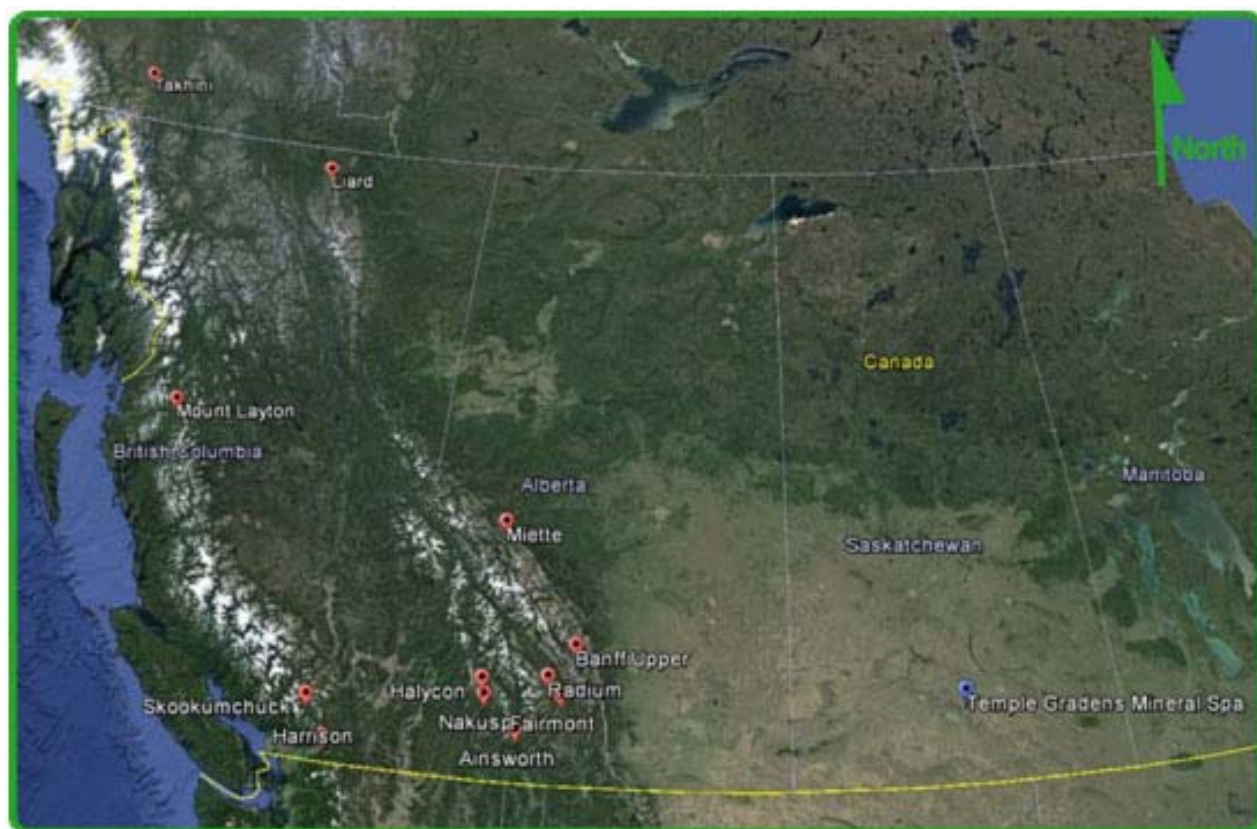 Takhini
North
Liard
Canada
Mount Layton
British Columbia
Manitoba
Alberta
Miette
Saskatchewan
Banff Upper
Halycon
Radium
Skookumchuck
Temple Gradens Mineral Spa
Nakusp
Fairmont
Harrison
Ainsworth